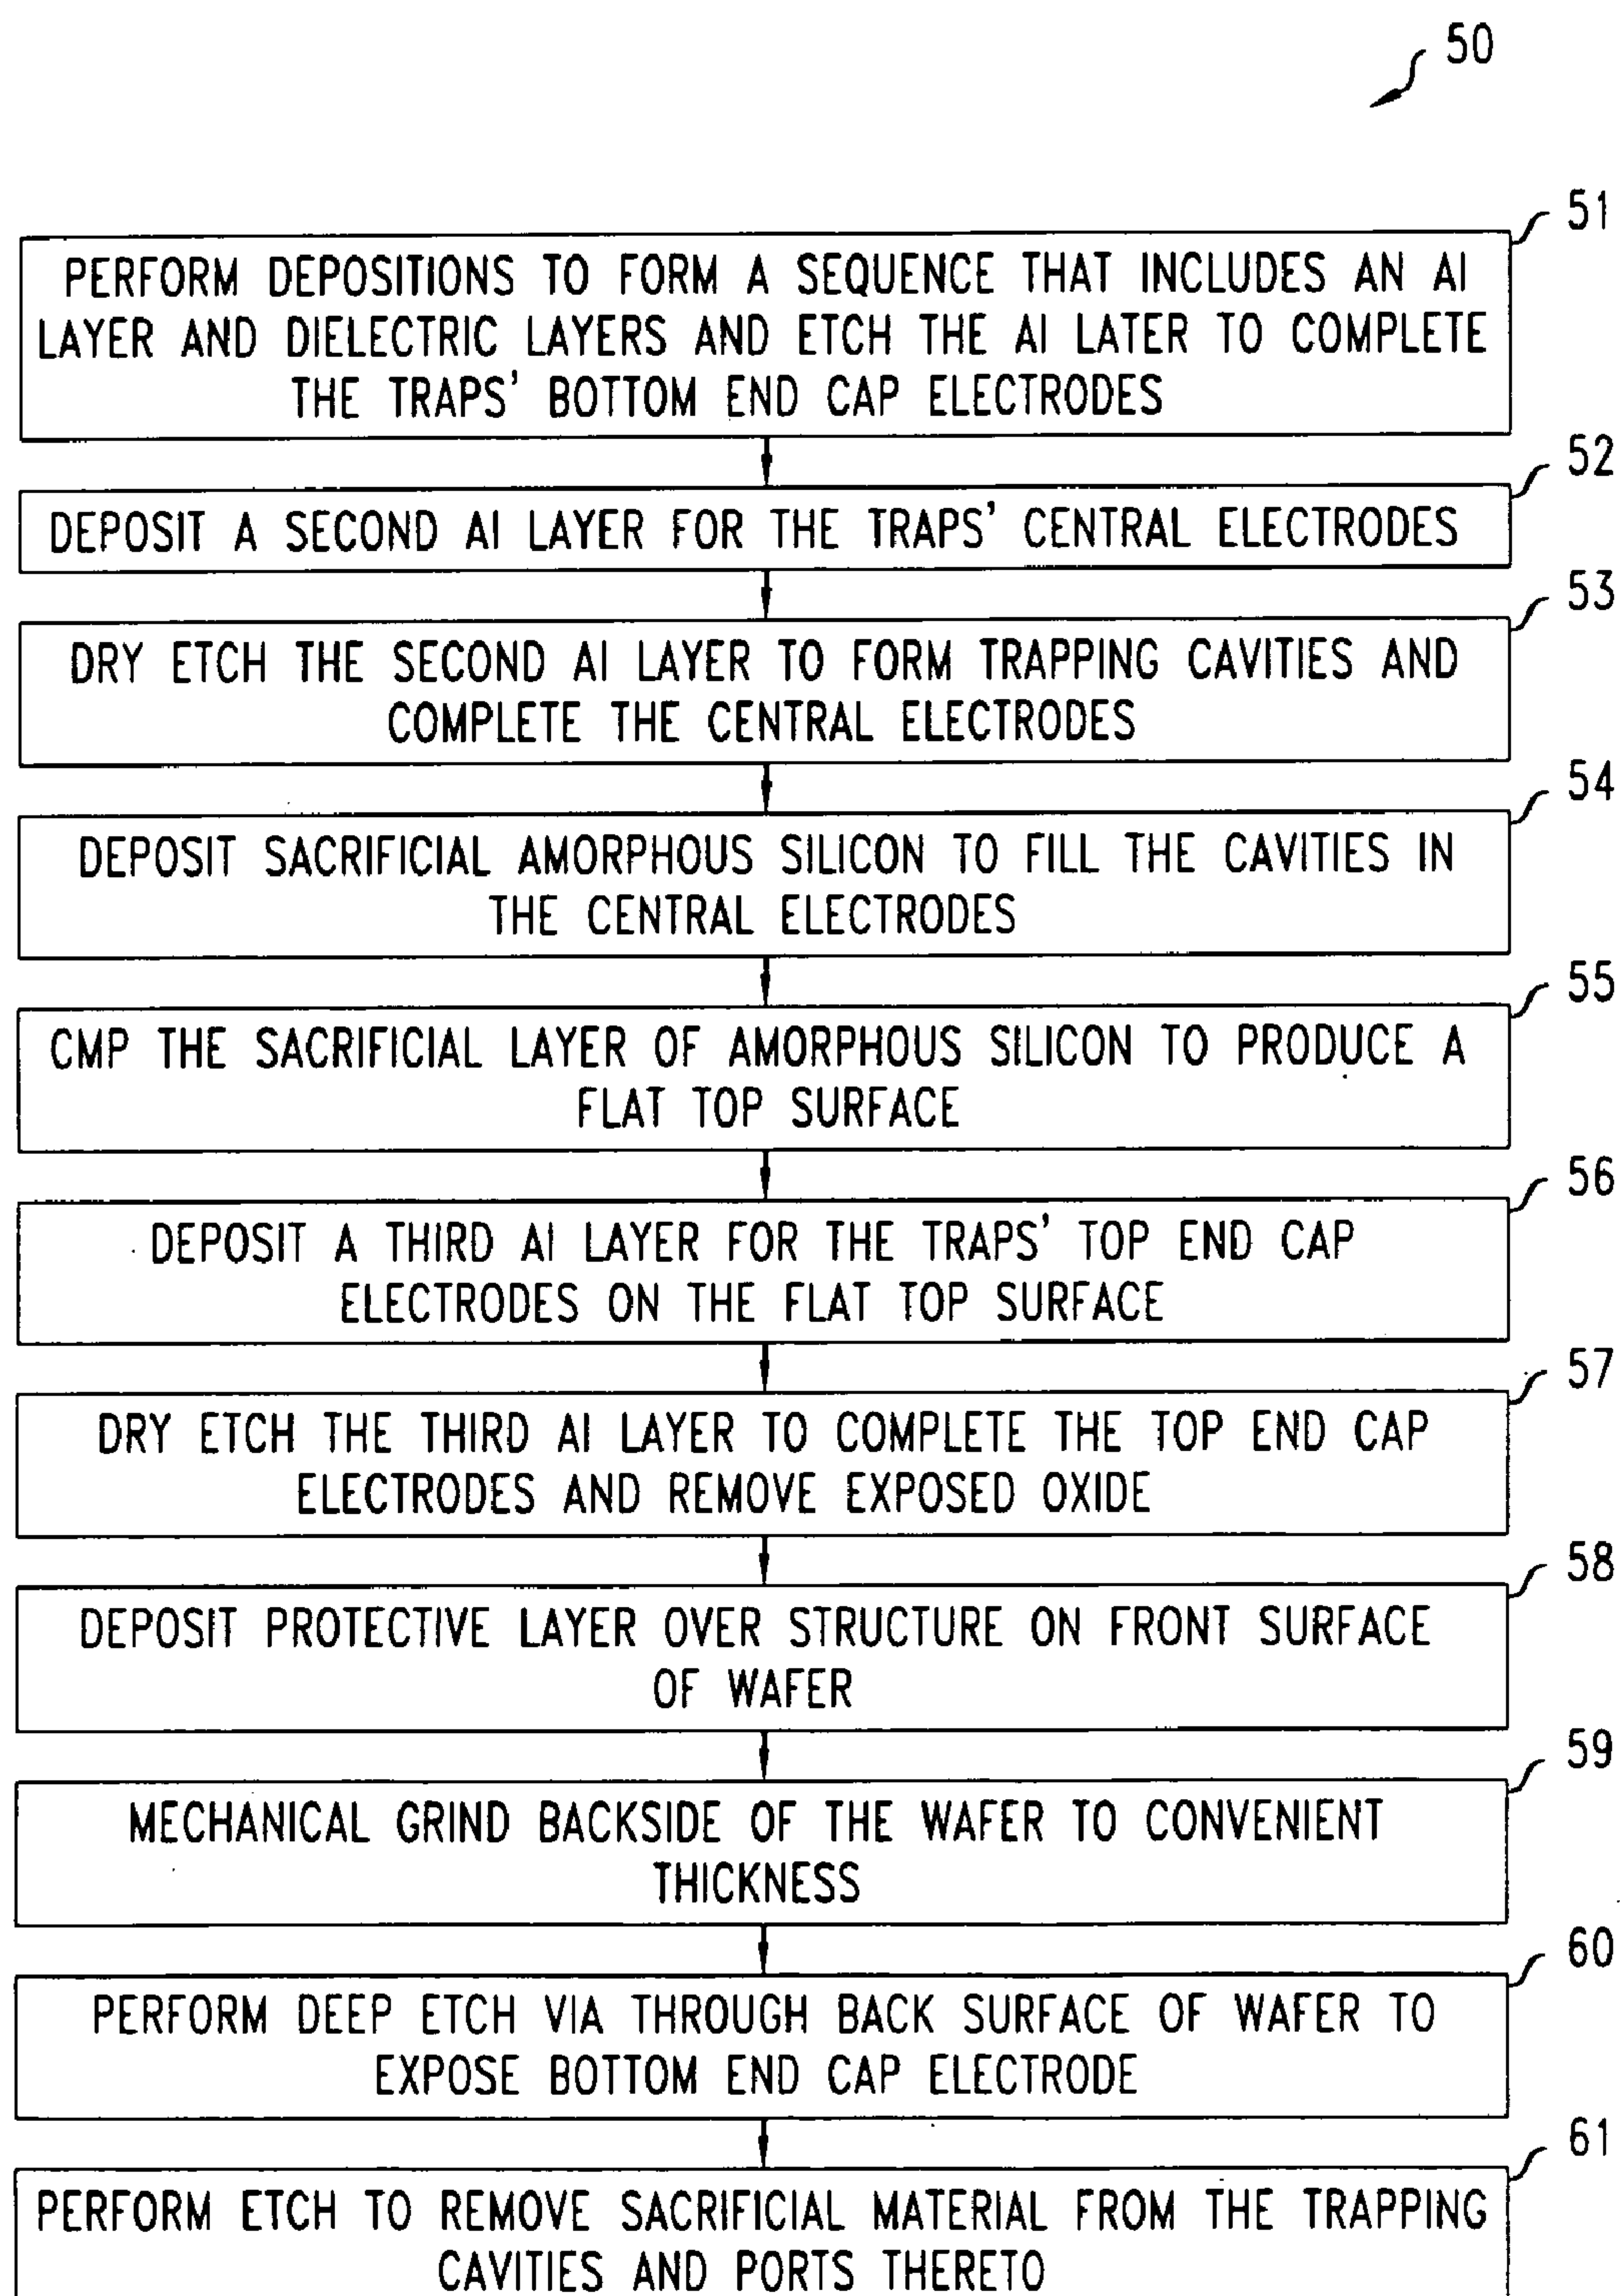 50
51
PERFORM DEPOSITIONS TO FORM A SEQUENCE THAT INCLUDES AN Al
LAYER AND DIELECTRIC LAYERS AND ETCH THE Al LATER TO COMPLETE
THE TRAPS' BOTTOM END CAP ELECTRODES
52
DEPOSIT A SECOND Al LAYER FOR THE TRAPS' CENTRAL ELECTRODES
53
DRY ETCH THE SECOND Al LAYER TO FORM TRAPPING CAVITIES AND
COMPLETE THE CENTRAL ELECTRODES
54
DEPOSIT SACRIFICIAL AMORPHOUS SILICON TO FILL THE CAVITIES IN
THE CENTRAL ELECTRODES
55
CMP THE SACRIFICIAL LAYER OF AMORPHOUS SILICON TO PRODUCE A
FLAT TOP SURFACE
56
DEPOSIT A THIRD Al LAYER FOR THE TRAPS' TOP END CAP
ELECTRODES ON THE FLAT TOP SURFACE
57
DRY ETCH THE THIRD Al LAYER TO COMPLETE THE TOP END CAP
ELECTRODES AND REMOVE EXPOSED OXIDE
58
DEPOSIT PROTECTIVE LAYER OVER STRUCTURE ON FRONT SURFACE
OF WAFER
59
MECHANICAL GRIND BACKSIDE OF THE WAFER TO CONVENIENT
THICKNESS
60
PERFORM DEEP ETCH VIA THROUGH BACK SURFACE OF WAFER TO
EXPOSE BOTTOM END CAP ELECTRODE
61
PERFORM ETCH TO REMOVE SACRIFICIAL MATERIAL FROM THE TRAPPING
CAVITIES AND PORTS THERETO